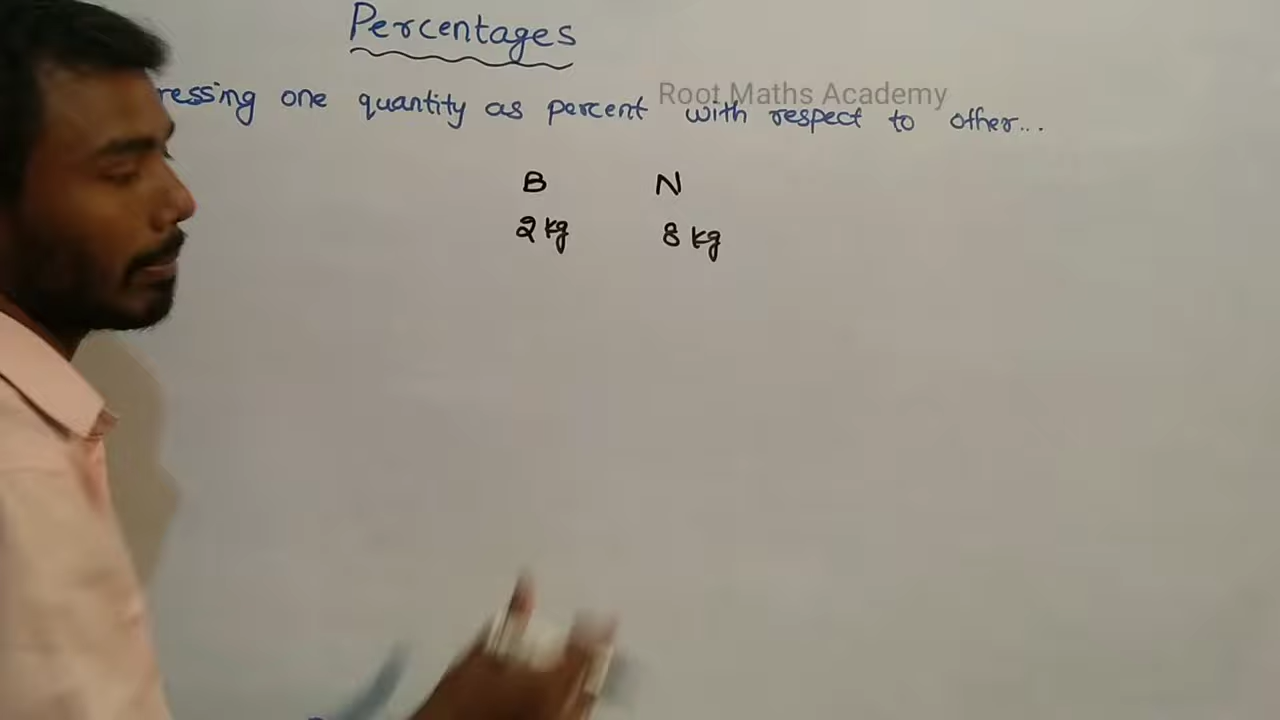 Percentages
ressing one quantity as percent with respect to other...
Root Maths Academy
B N
2 kg 8 kg